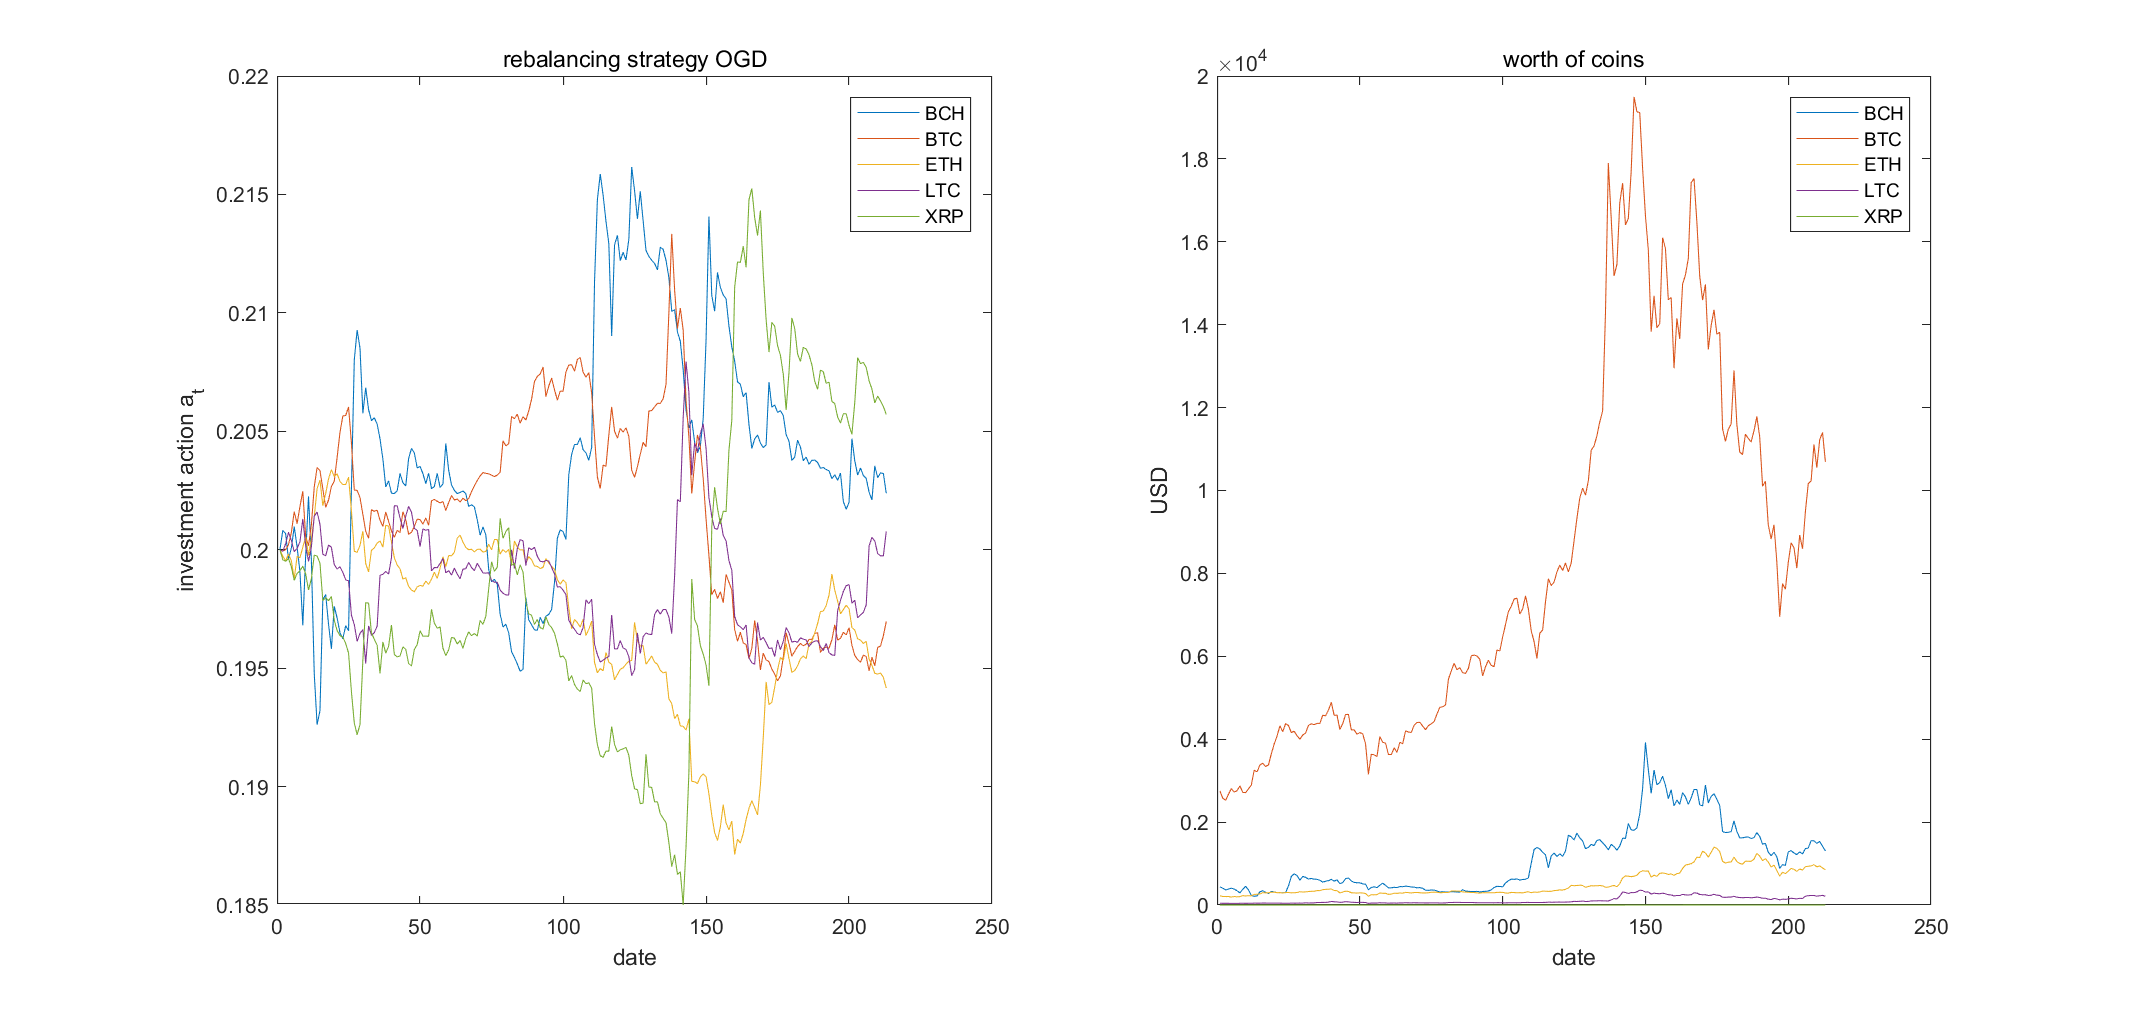 rebalancing strategy OGD
0.22
0.215
0.21
0.205
0.2
0.195
0.19
0.185
investment action a_t
0 50 100 150 200 250
date
BCH
BTC
ETH
LTC
XRP
worth of coins
×10^4
2
1.8
1.6
1.4
1.2
1
0.8
0.6
0.4
0.2
0
USD
0 50 100 150 200 250
date
BCH
BTC
ETH
LTC
XRP